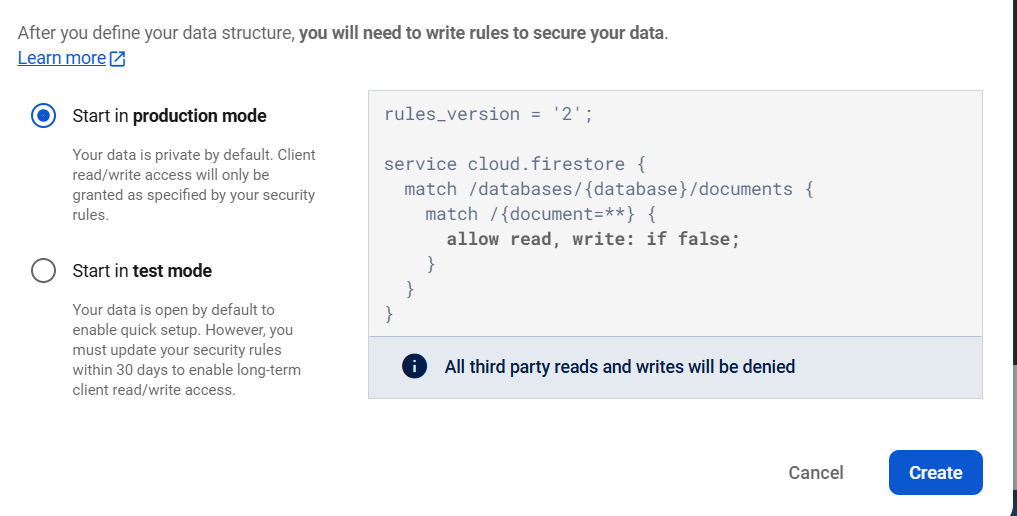 After you define your data structure, you will need to write rules to secure your data.
Learn more
Start in production mode
Your data is private by default. Client
read/write access will only be
granted as specified by your security
rules.
Start in test mode
Your data is open by default to
enable quick setup. However, you
must update your security rules
within 30 days to enable long-term
client read/write access.
rules_version = '2';
service cloud.firestore {
match /databases/{database}/documents {
match /{document=**} {
allow read, write: if false;
}
}
}
All third party reads and writes will be denied
Cancel
Create